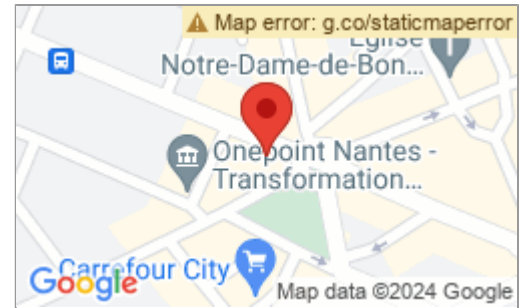 Map error: g.co/staticmaperror
Église
Notre-Dame-de-Bon...
Onepoint Nantes -
Transformation...
Carrefour City
Google
Map data ©2024 Google